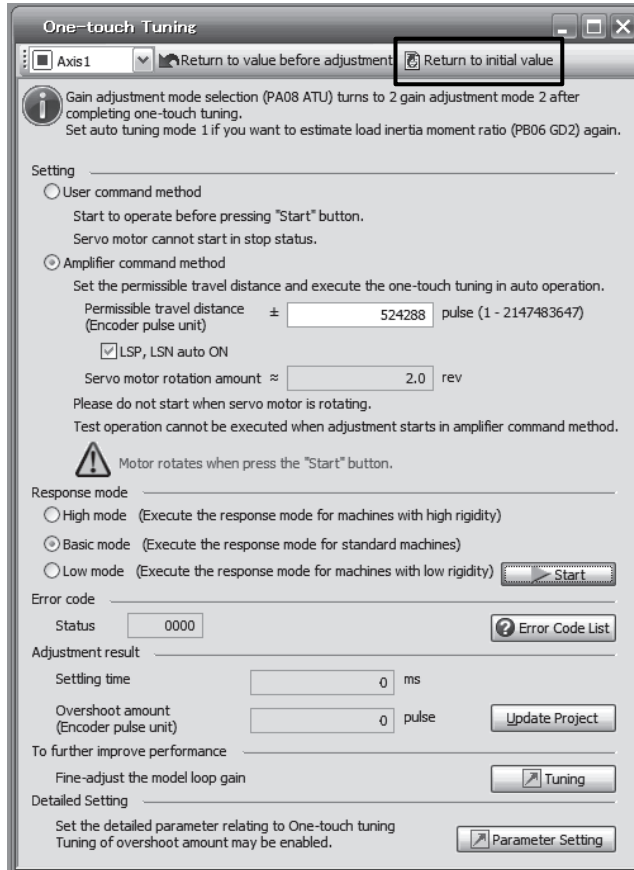 One-touch Tuning
Axis1 Return to value before adjustment Return to initial value
Gain adjustment mode selection (PA08 ATU) turns to 2 gain adjustment mode 2 after
completing one-touch tuning.
Set auto tuning mode 1 if you want to estimate load inertia moment ratio (PB06 GD2) again.
Setting
User command method
Start to operate before pressing "Start" button.
Servo motor cannot start in stop status.
Amplifier command method
Set the permissible travel distance and execute the one-touch tuning in auto operation.
Permissible travel distance ± 524288 pulse (1 - 2147483647)
(Encoder pulse unit)
LSP, LSN auto ON
Servo motor rotation amount ≈ 2.0 rev
Please do not start when servo motor is rotating.
Test operation cannot be executed when adjustment starts in amplifier command method.
Motor rotates when press the "Start" button.
Response mode
High mode (Execute the response mode for machines with high rigidity)
Basic mode (Execute the response mode for standard machines)
Low mode (Execute the response mode for machines with low rigidity) Start
Error code
Status 0000 Error Code List
Adjustment result
Settling time 0 ms
Overshoot amount 0 pulse Update Project
(Encoder pulse unit)
To further improve performance
Fine-adjust the model loop gain Tuning
Detailed Setting
Set the detailed parameter relating to One-touch tuning
Tuning of overshoot amount may be enabled. Parameter Setting